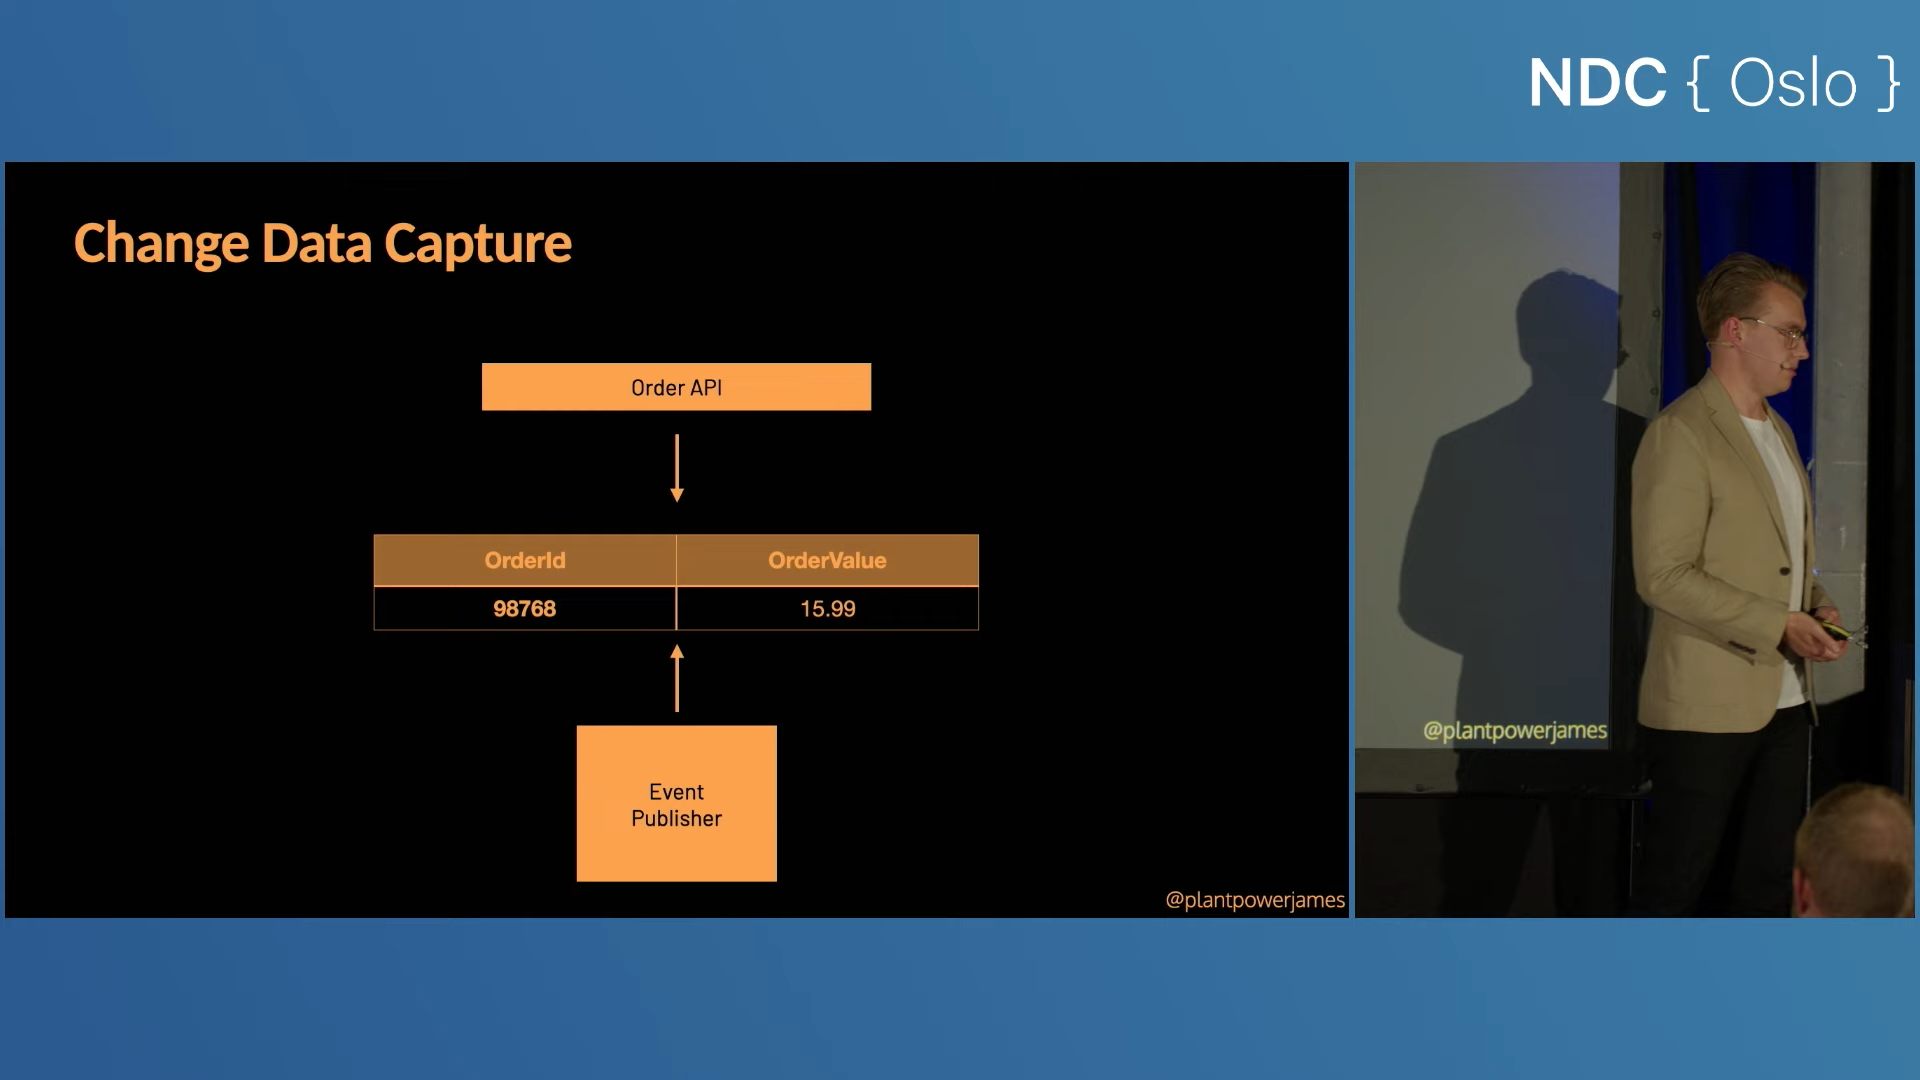 NDC { Oslo }
Change Data Capture
Order API
OrderId OrderValue
98768 15.99
Event
Publisher
@plantpowerjames
@plantpowerjames